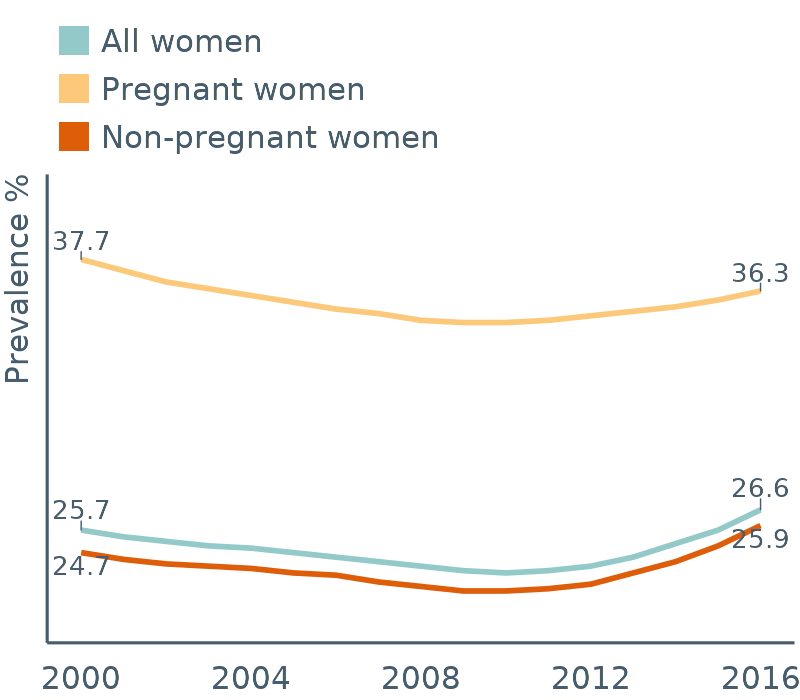 All women
Pregnant women
Non-pregnant women
Prevalence %
37.7
36.3
25.7
26.6
24.7
25.9
2000 2004 2008 2012 2016